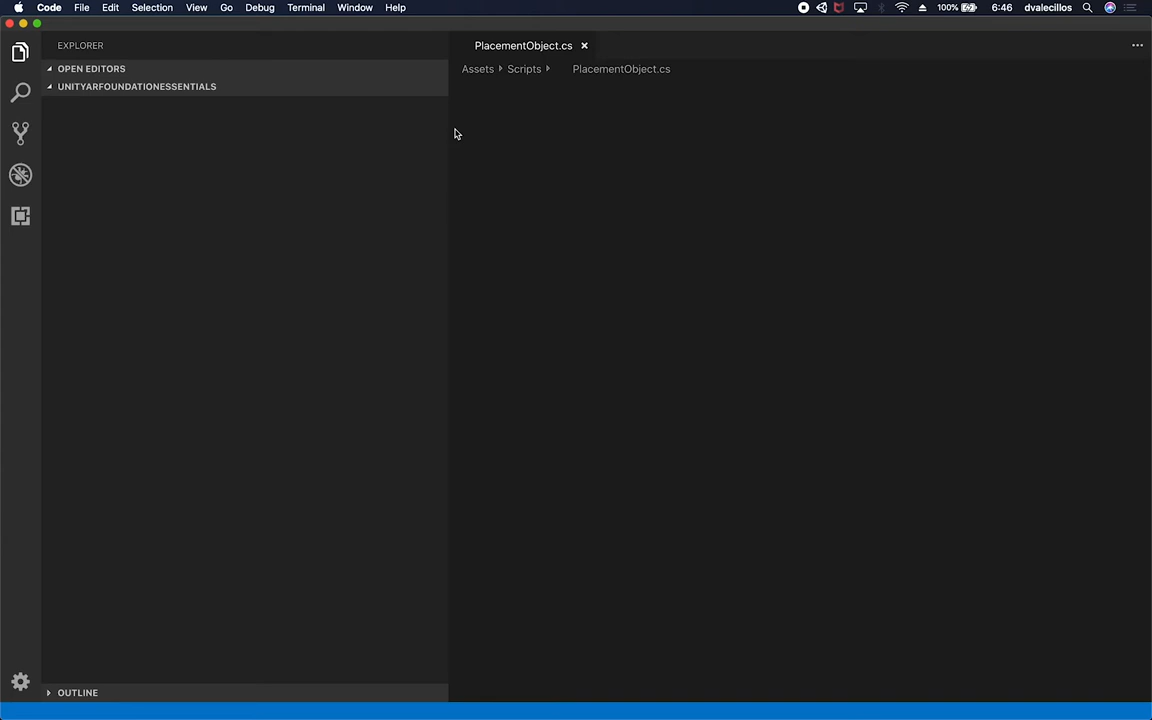 Code File Edit Selection View Go Debug Terminal Window Help 100% 6:46 dvalecillos
EXPLORER
PlacementObject.cs
OPEN EDITORS
Assets Scripts PlacementObject.cs
UNITYARFOUNDATIONESSENTIALS
OUTLINE